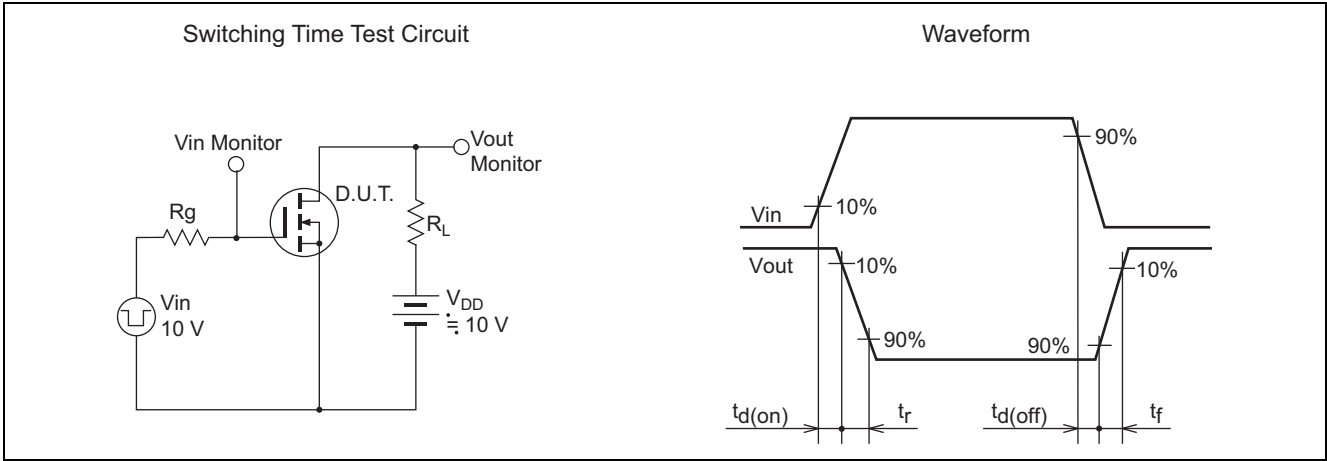 Switching Time Test Circuit
Vin Monitor
Rg
D.U.T.
Vout
Monitor
RL
Vin
10 V
VDD
≒ 10 V
Waveform
Vin
10%
90%
Vout
10%
90%
90%
10%
td(on)
tr
td(off)
tf